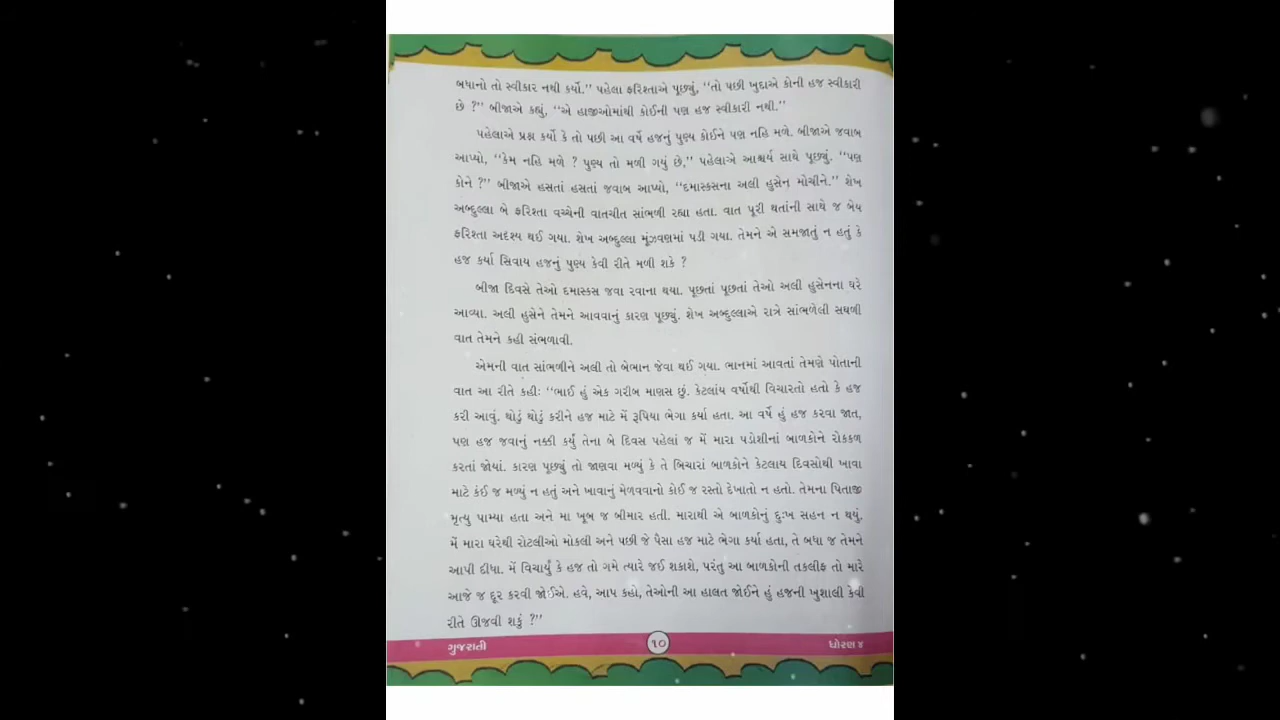 બધાનો તો સ્વીકાર નથી કર્યો.” પહેલા ફરિશ્તાએ પૂછ્યું, “તો પછી ખુદાએ કોની હજ સ્વીકારી
છે ?” બીજાએ કહ્યું, “એ હાજીઓમાંથી કોઈની પણ હજ સ્વીકારી નથી.”
પહેલાએ પ્રશ્ન કર્યો કે તો પછી આ વર્ષે હજનું પુણ્ય કોઈને પણ નહિ મળે. બીજાએ જવાબ
આપ્યો, “કેમ નહિ મળે ? પુણ્ય તો મળી ગયું છે,” પહેલાએ આશ્ચર્ય સાથે પૂછ્યું. “પણ
કોને ?” બીજાએ હસતાં હસતાં જવાબ આપ્યો, “દમાસ્કસના અલી હુસેન મોચીને.” શેખ
અબ્દુલ્લા બે ફરિશ્તા વચ્ચેની વાતચીત સાંભળી રહ્યા હતા. વાત પૂરી થતાંની સાથે જ બેય
ફરિશ્તા અદશ્ય થઈ ગયા. શેખ અબ્દુલ્લા મૂંઝવણમાં પડી ગયા. તેમને એ સમજાતું ન હતું કે
હજ કર્યા સિવાય હજનું પુણ્ય કેવી રીતે મળી શકે ?
બીજા દિવસે તેઓ દમાસ્કસ જવા રવાના થયા. પૂછતાં પૂછતાં તેઓ અલી હુસેનના ઘરે
આવ્યા. અલી હુસેને તેમને આવવાનું કારણ પૂછ્યું. શેખ અબ્દુલ્લાએ રાત્રે સાંભળેલી સઘળી
વાત તેમને કહી સંભળાવી.
એમની વાત સાંભળીને અલી તો બેભાન જેવા થઈ ગયા. ભાનમાં આવતાં તેમણે પોતાની
વાત આ રીતે કહી: “ભાઈ હું એક ગરીબ માણસ છું. કેટલાંય વર્ષોથી વિચારતો હતો કે હજ
કરી આવું. થોડું થોડું કરીને હજ માટે મેં રૂપિયા ભેગા કર્યા હતા. આ વર્ષે હું હજ કરવા જાત,
પણ હજ જવાનું નક્કી કર્યું તેના બે દિવસ પહેલાં જ મેં મારા પડોશીનાં બાળકોને રોકકળ
કરતાં જોયાં. કારણ પૂછ્યું તો જાણવા મળ્યું કે તે બિચારાં બાળકોને કેટલાય દિવસોથી ખાવા
માટે કંઈ જ મળ્યું ન હતું અને ખાવાનું મેળવવાનો કોઈ જ રસ્તો દેખાતો ન હતો. તેમના પિતાજી
મૃત્યુ પામ્યા હતા અને મા ખૂબ જ બીમાર હતી. મારાથી એ બાળકોનું દુઃખ સહન ન થયું.
મેં મારા ઘરેથી રોટલીઓ મોકલી અને પછી જે પૈસા હજ માટે ભેગા કર્યા હતા, તે બધા જ તેમને
આપી દીધા. મેં વિચાર્યું કે હજ તો ગમે ત્યારે જઈ શકાશે, પરંતુ આ બાળકોની તકલીફ તો મારે
આજે જ દૂર કરવી જોઈએ. હવે, આપ કહો, તેઓની આ હાલત જોઈને હું હજની ખુશાલી કેવી
રીતે ઊજવી શકું ?”
ગુજરાતી ૧૦ ધોરણ ૪